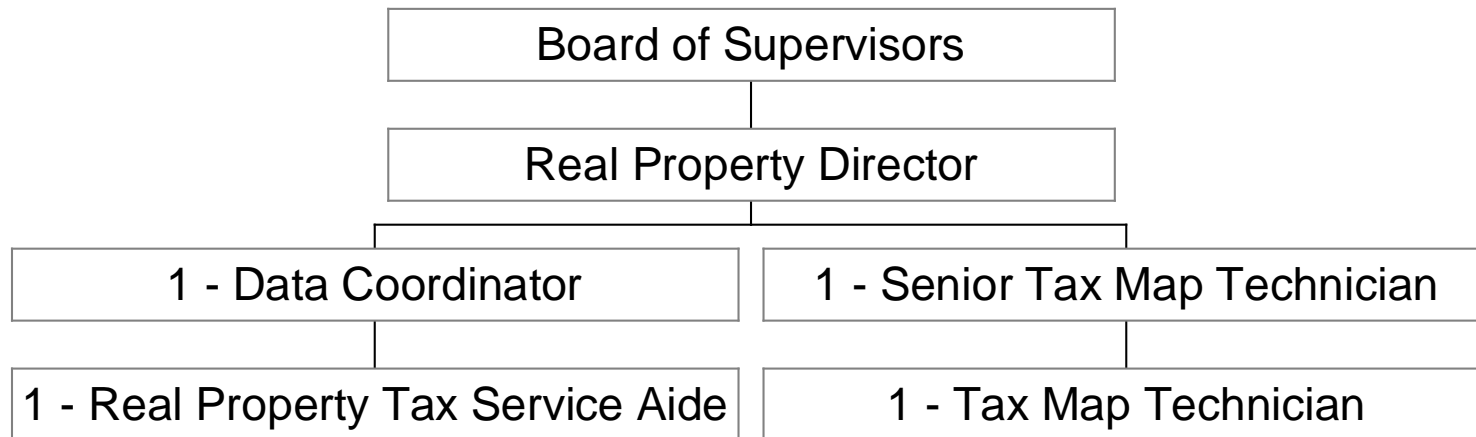 Board of Supervisors
Real Property Director
1 - Data Coordinator
1 - Senior Tax Map Technician
1 - Real Property Tax Service Aide
1 - Tax Map Technician